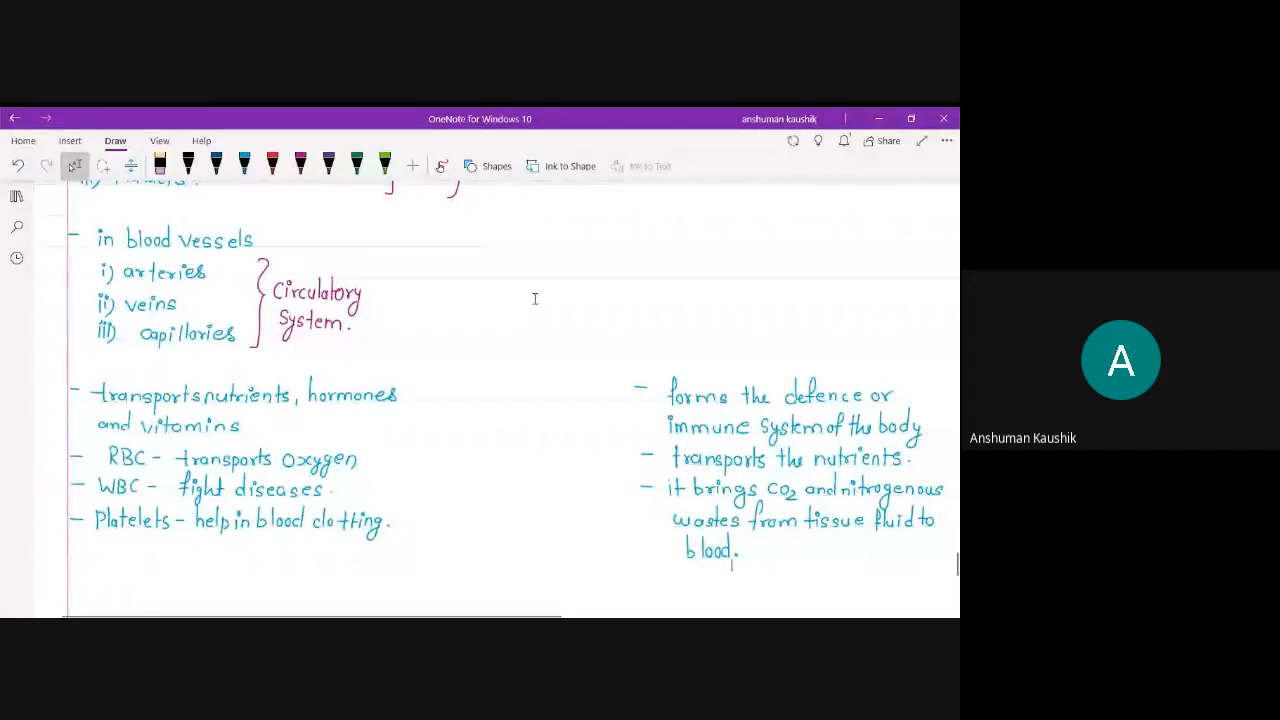 OneNote for Windows 10
anshuman kaushik
Home Insert Draw View Help
Shapes Ink to Shape Ink to Text
Share
- in blood vessels
i) arteries
ii) veins
iii) capillaries
Circulatory
System.
- transports nutrients, hormones
and vitamins
- RBC - transports oxygen
- WBC - fight diseases.
- Platelets - help in blood clotting.
- forms the defence or
immune system of the body
- transports the nutrients.
- it brings CO2 and nitrogenous
wastes from tissue fluid to
blood.
A
Anshuman Kaushik